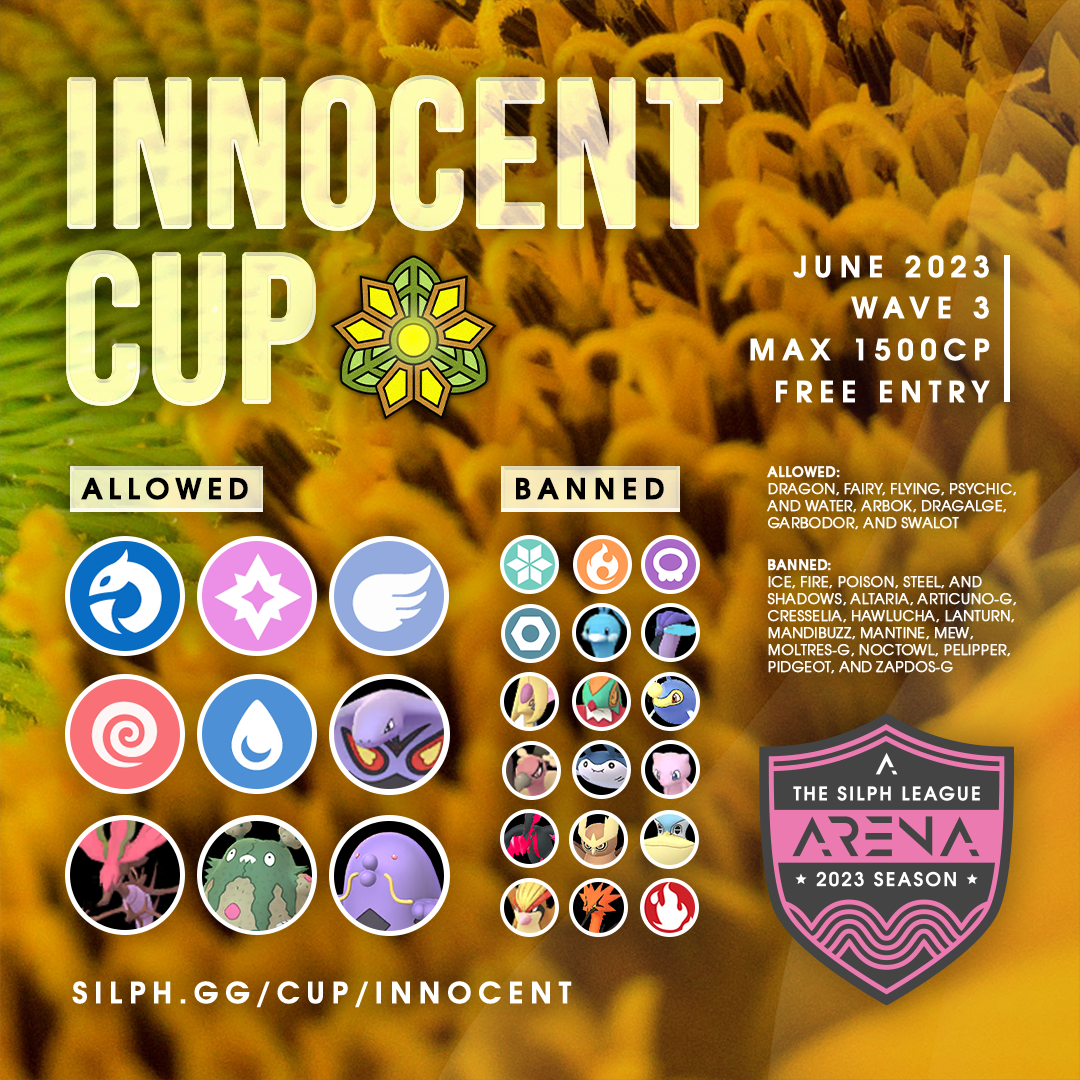 INNOCENT
CUP
JUNE 2023
WAVE 3
MAX 1500CP
FREE ENTRY
ALLOWED
BANNED
ALLOWED:
DRAGON, FAIRY, FLYING, PSYCHIC,
AND WATER, ARBOK, DRAGALGE,
GARBODOR, AND SWALOT
BANNED:
ICE, FIRE, POISON, STEEL, AND
SHADOWS, ALTARIA, ARTICUNO-G,
CRESSELIA, HAWLUCHA, LANTURN,
MANDIBUZZ, MANTINE, MEW,
MOLTRES-G, NOCTOWL, PELIPPER,
PIDGEOT, AND ZAPDOS-G
THE SILPH LEAGUE
ARENA
★ 2023 SEASON ★
SILPH.GG/CUP/INNOCENT